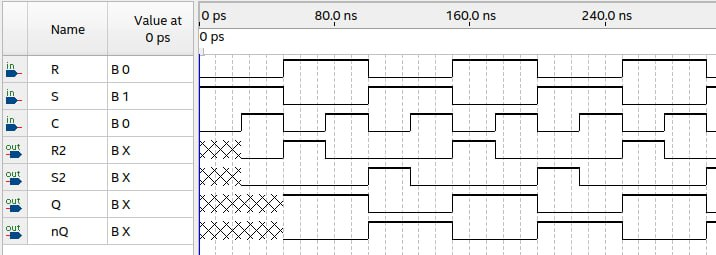 Name
Value at
0 ps
0 ps
80.0 ns
160.0 ns
240.0 ns
0 ps
in
R
B 0
in
S
B 1
in
C
B 0
out
R2
B X
out
S2
B X
out
Q
B X
out
nQ
B X